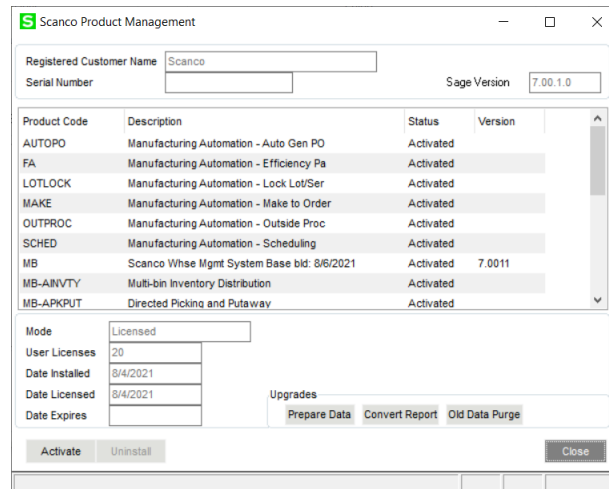 S Scanco Product Management
Registered Customer Name Scanco
Serial Number Sage Version 7.00.1.0
Product Code Description Status Version
AUTOPO Manufacturing Automation - Auto Gen PO Activated
FA Manufacturing Automation - Efficiency Pa Activated
LOTLOCK Manufacturing Automation - Lock Lot/Ser Activated
MAKE Manufacturing Automation - Make to Order Activated
OUTPROC Manufacturing Automation - Outside Proc Activated
SCHED Manufacturing Automation - Scheduling Activated
MB Scanco Whse Mgmt System Base bld: 8/6/2021 Activated 7.0011
MB-AINVTY Multi-bin Inventory Distribution Activated
MB-APKPUT Directed Picking and Putaway Activated
Mode Licensed
User Licenses 20
Date Installed 8/4/2021
Date Licensed 8/4/2021 Upgrades
Date Expires Prepare Data Convert Report Old Data Purge
Activate Uninstall Close